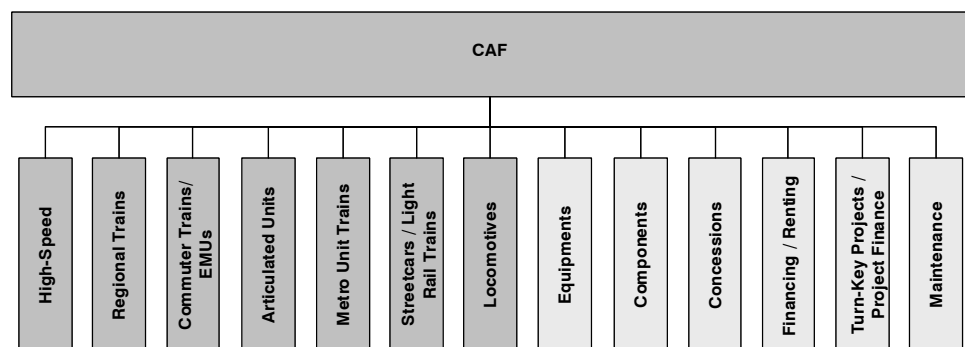 CAF
High-Speed
Regional Trains
Commuter Trains/
EMUs
Articulated Units
Metro Unit Trains
Streetcars / Light
Rail Trains
Locomotives
Equipments
Components
Concessions
Financing / Renting
Turn-Key Projects /
Project Finance
Maintenance